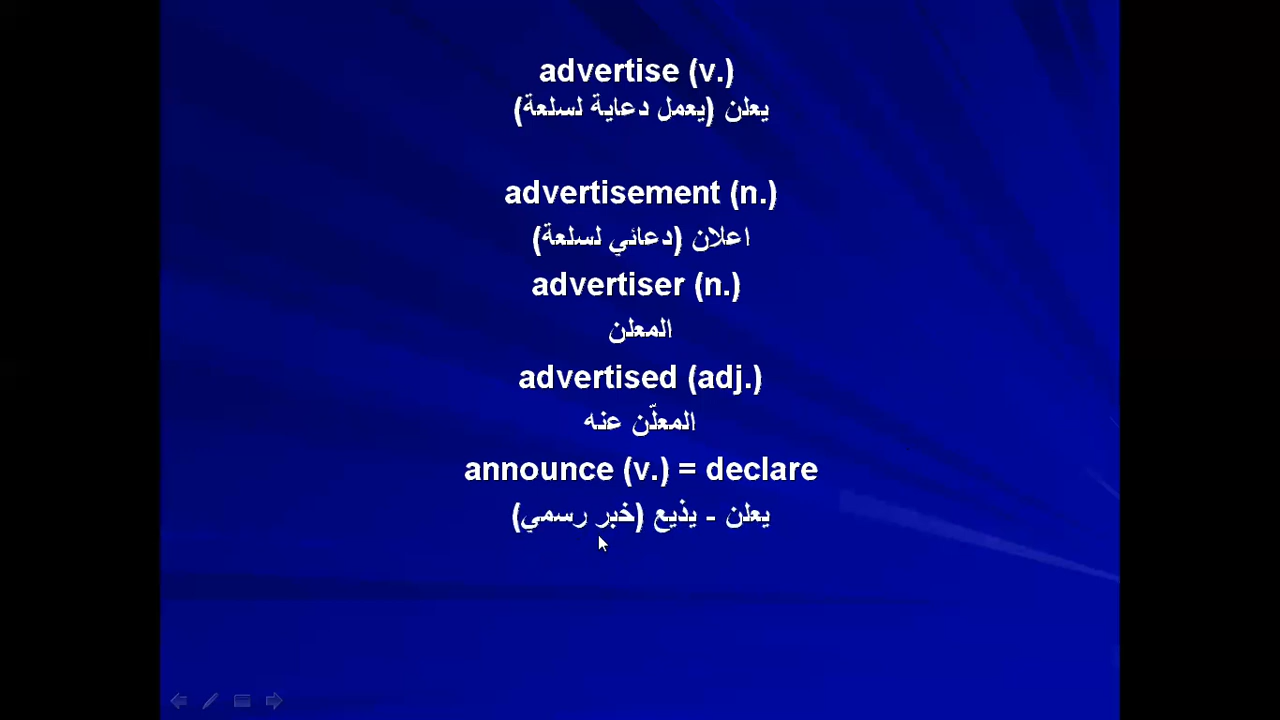 advertise (v.)
يعلن (يعمل دعاية لسلعة)
advertisement (n.)
اعلان (دعائي لسلعة)
advertiser (n.)
المعلن
advertised (adj.)
المعلّن عنه
announce (v.) = declare
يعلن - يذيع (خبر رسمي)